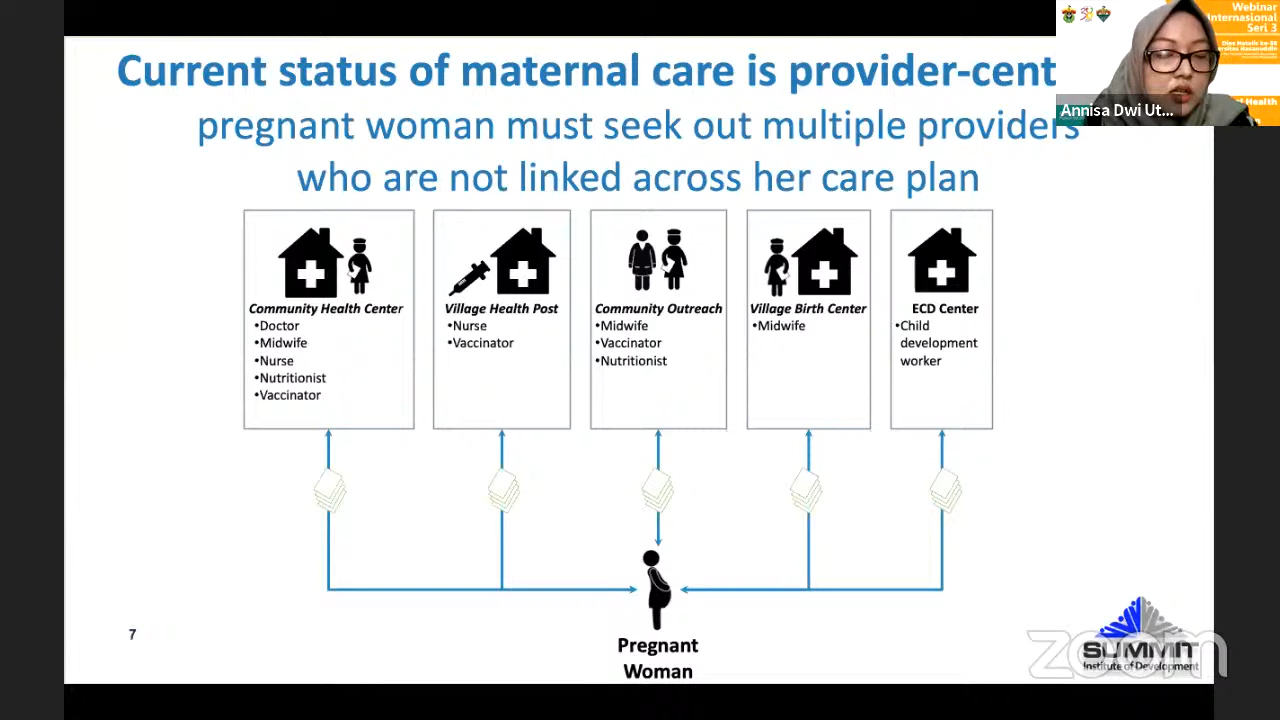 Current status of maternal care is provider-cent
pregnant woman must seek out multiple providers
who are not linked across her care plan
Community Health Center
•Doctor
•Midwife
•Nurse
•Nutritionist
•Vaccinator
Village Health Post
•Nurse
•Vaccinator
Community Outreach
•Midwife
•Vaccinator
•Nutritionist
Village Birth Center
•Midwife
ECD Center
•Child
development
worker
Pregnant
Woman
7
SUMMIT
Institute of Development
zoom
Webinar
Internasional
Seri 3
Dies Natalis ke-
Health
Annisa Dwi Ut...